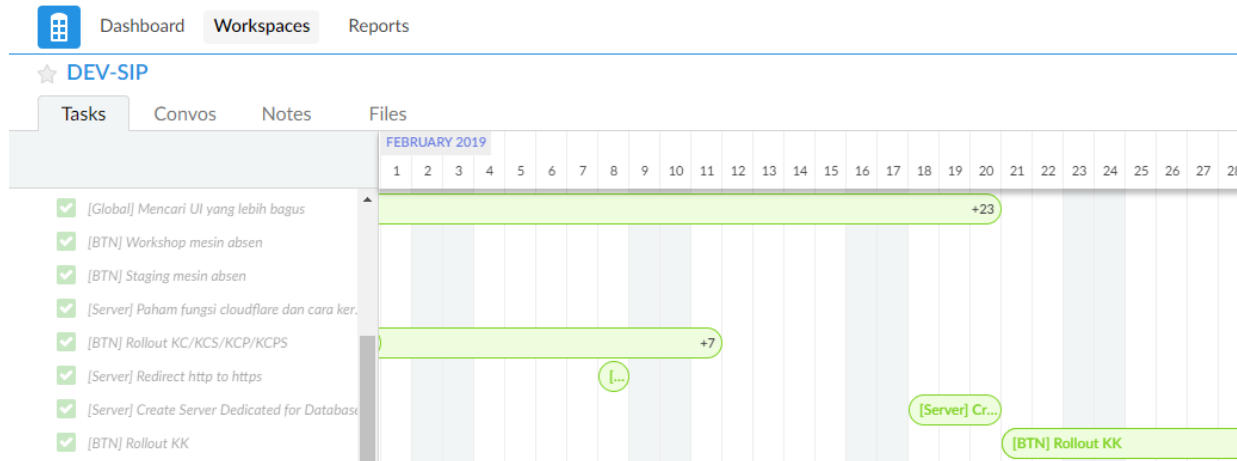 Dashboard Workspaces Reports
DEV-SIP
Tasks Convos Notes Files
FEBRUARY 2019
1 2 3 4 5 6 7 8 9 10 11 12 13 14 15 16 17 18 19 20 21 22 23 24 25 26 27 28
[Global] Mencari UI yang lebih bagus +23
[BTN] Workshop mesin absen
[BTN] Staging mesin absen
[Server] Paham fungsi cloudflare dan cara ker.
[BTN] Rollout KC/KCS/KCP/KCPS +7
[Server] Redirect http to https [...
[Server] Create Server Dedicated for Database [Server] Cr...
[BTN] Rollout KK [BTN] Rollout KK